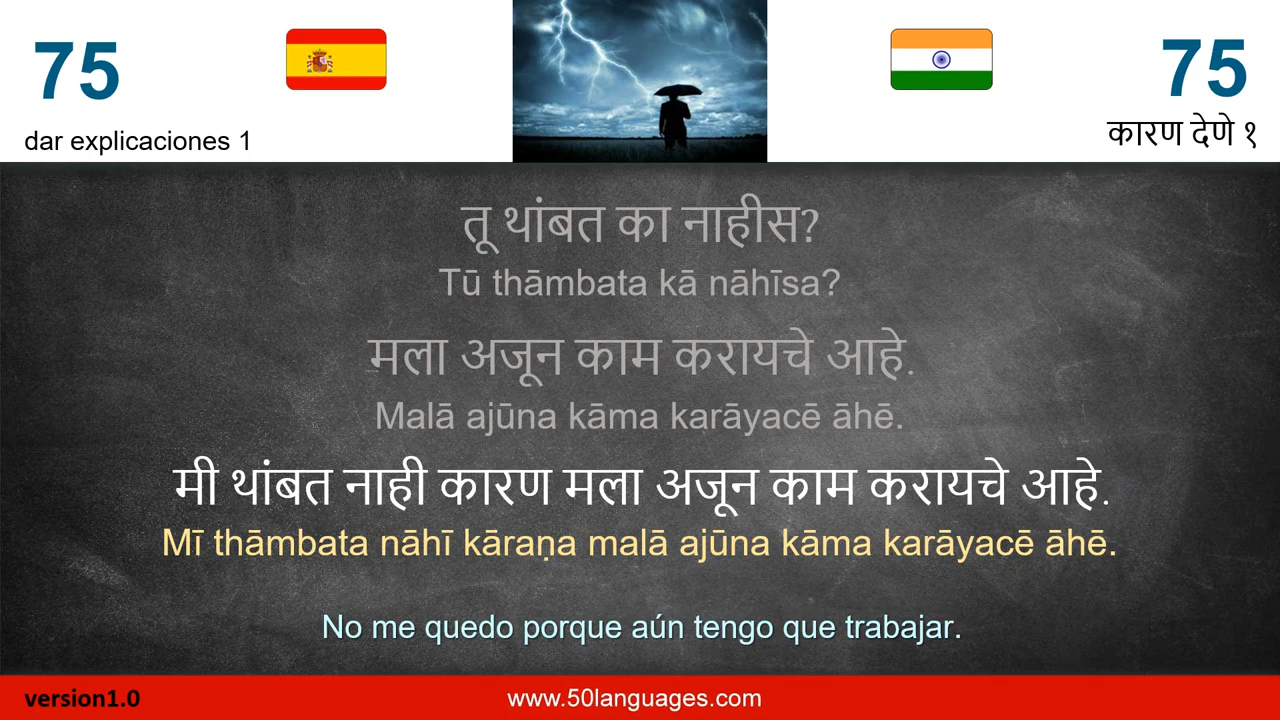 75
dar explicaciones 1
75
कारण देणे १
तू थांबत का नाहीस?
Tū thāmbata kā nāhīsa?
मला अजून काम करायचे आहे.
Malā ajūna kāma karāyacē āhē.
मी थांबत नाही कारण मला अजून काम करायचे आहे.
Mī thāmbata nāhī kāraṇa malā ajūna kāma karāyacē āhē.
No me quedo porque aún tengo que trabajar.
version1.0
www.50languages.com